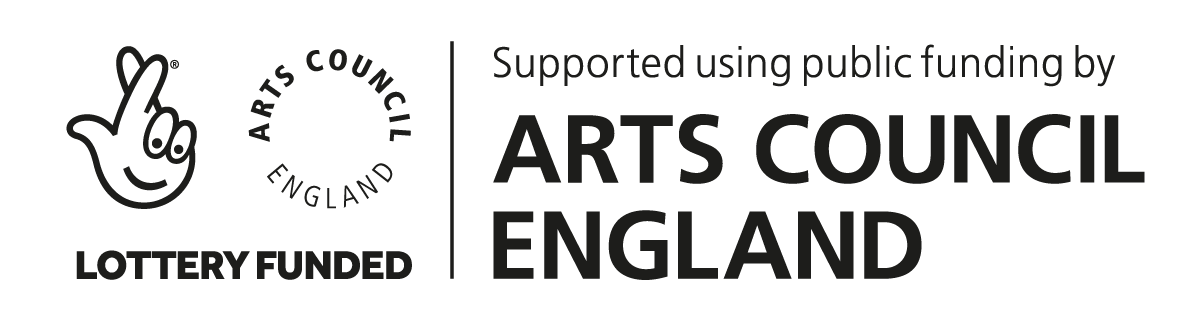 ®
ARTS COUNCIL
ENGLAND
LOTTERY FUNDED
Supported using public funding by
ARTS COUNCIL
ENGLAND